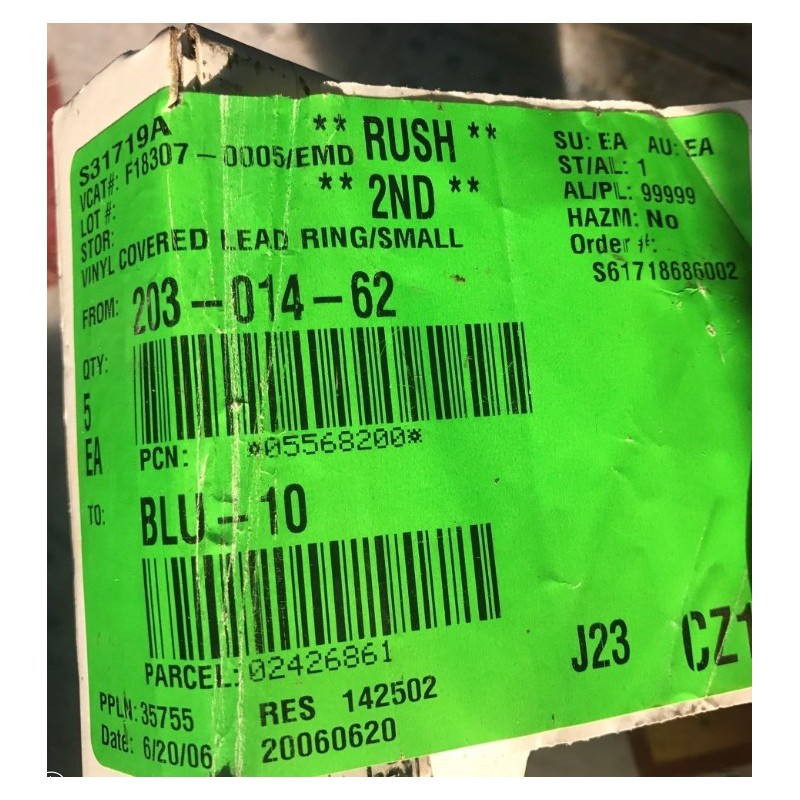 S31719A
VCAT#: F18307-0005/EMD
LOT #:
STOR:
VINYL COVERED LEAD RING/SMALL
** RUSH **
** 2ND **
SU: EA AU: EA
ST/AL: 1
AL/PL: 99999
HAZM: No
Order #:
S61718686002
FROM: 203-014-62
QTY:
5
EA
PCN: *05568200*
TO: BLU-10
PARCEL: 02426861
J23 CZ1
PPLN: 35755
RES 142502
Date: 6/20/06
20060620